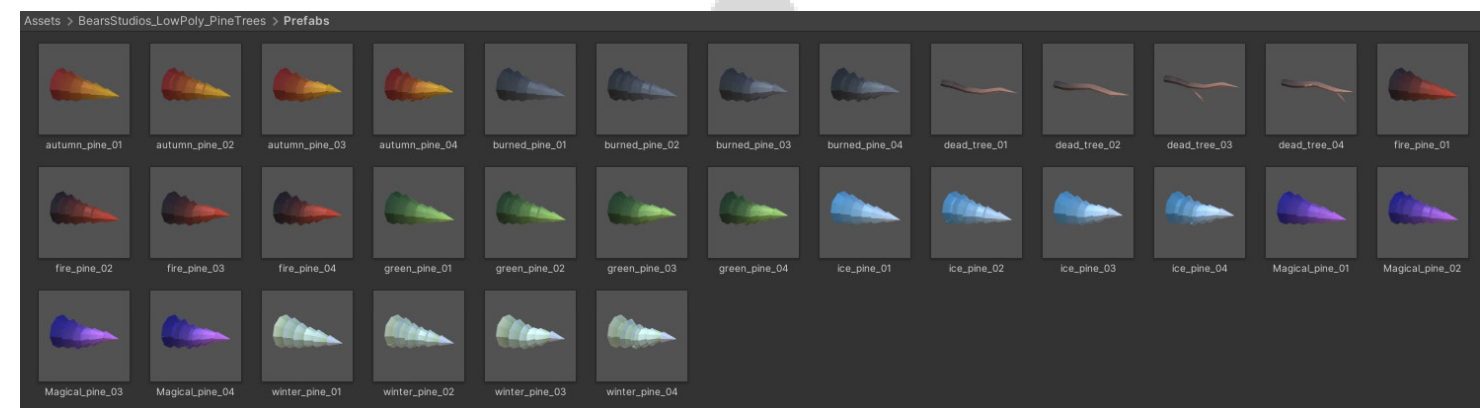 Assets > BearsStudios_LowPoly_PineTrees > Prefabs
autumn_pine_01 autumn_pine_02 autumn_pine_03 autumn_pine_04 burned_pine_01 burned_pine_02 burned_pine_03 burned_pine_04 dead_tree_01 dead_tree_02 dead_tree_03 dead_tree_04 fire_pine_01
fire_pine_02 fire_pine_03 fire_pine_04 green_pine_01 green_pine_02 green_pine_03 green_pine_04 ice_pine_01 ice_pine_02 ice_pine_03 ice_pine_04 Magical_pine_01 Magical_pine_02
Magical_pine_03 Magical_pine_04 winter_pine_01 winter_pine_02 winter_pine_03 winter_pine_04